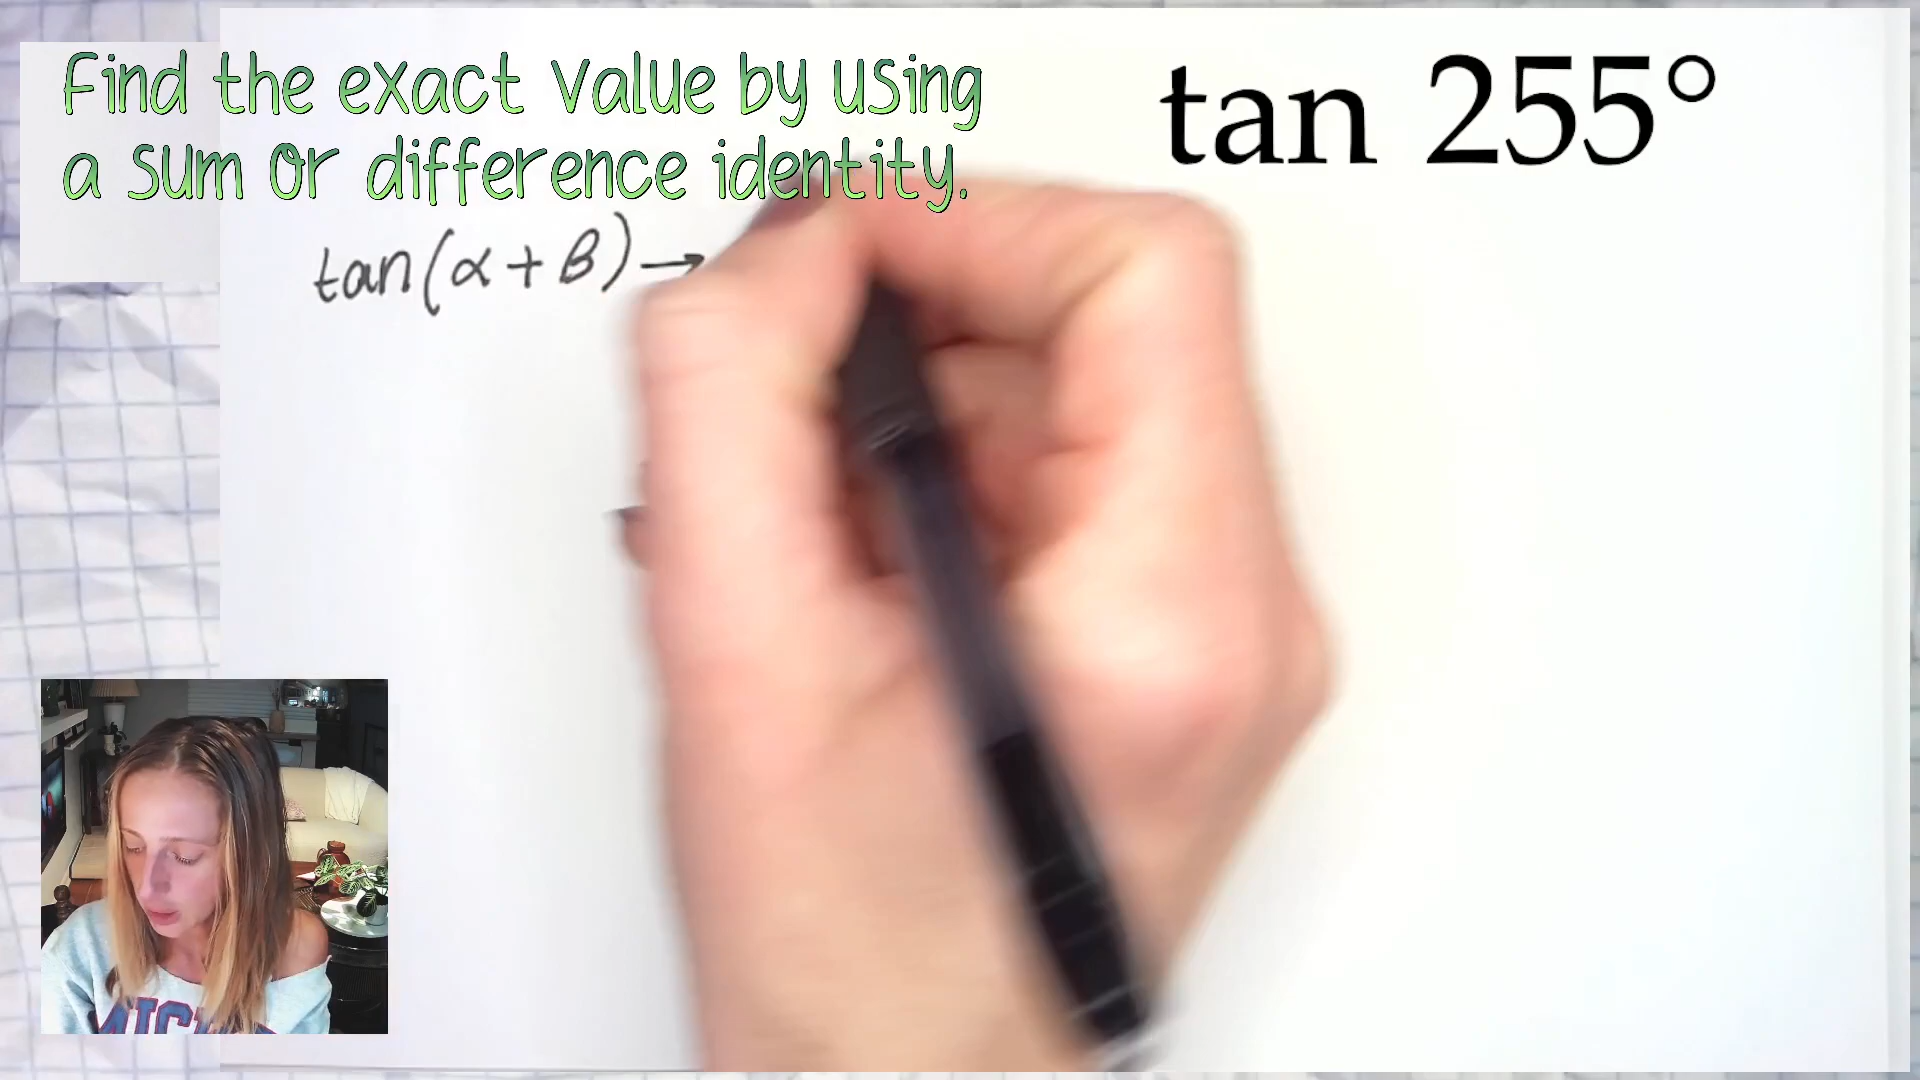 Find the exact value by using
a sum or difference identity.
tan 255°
tan(α + β) →